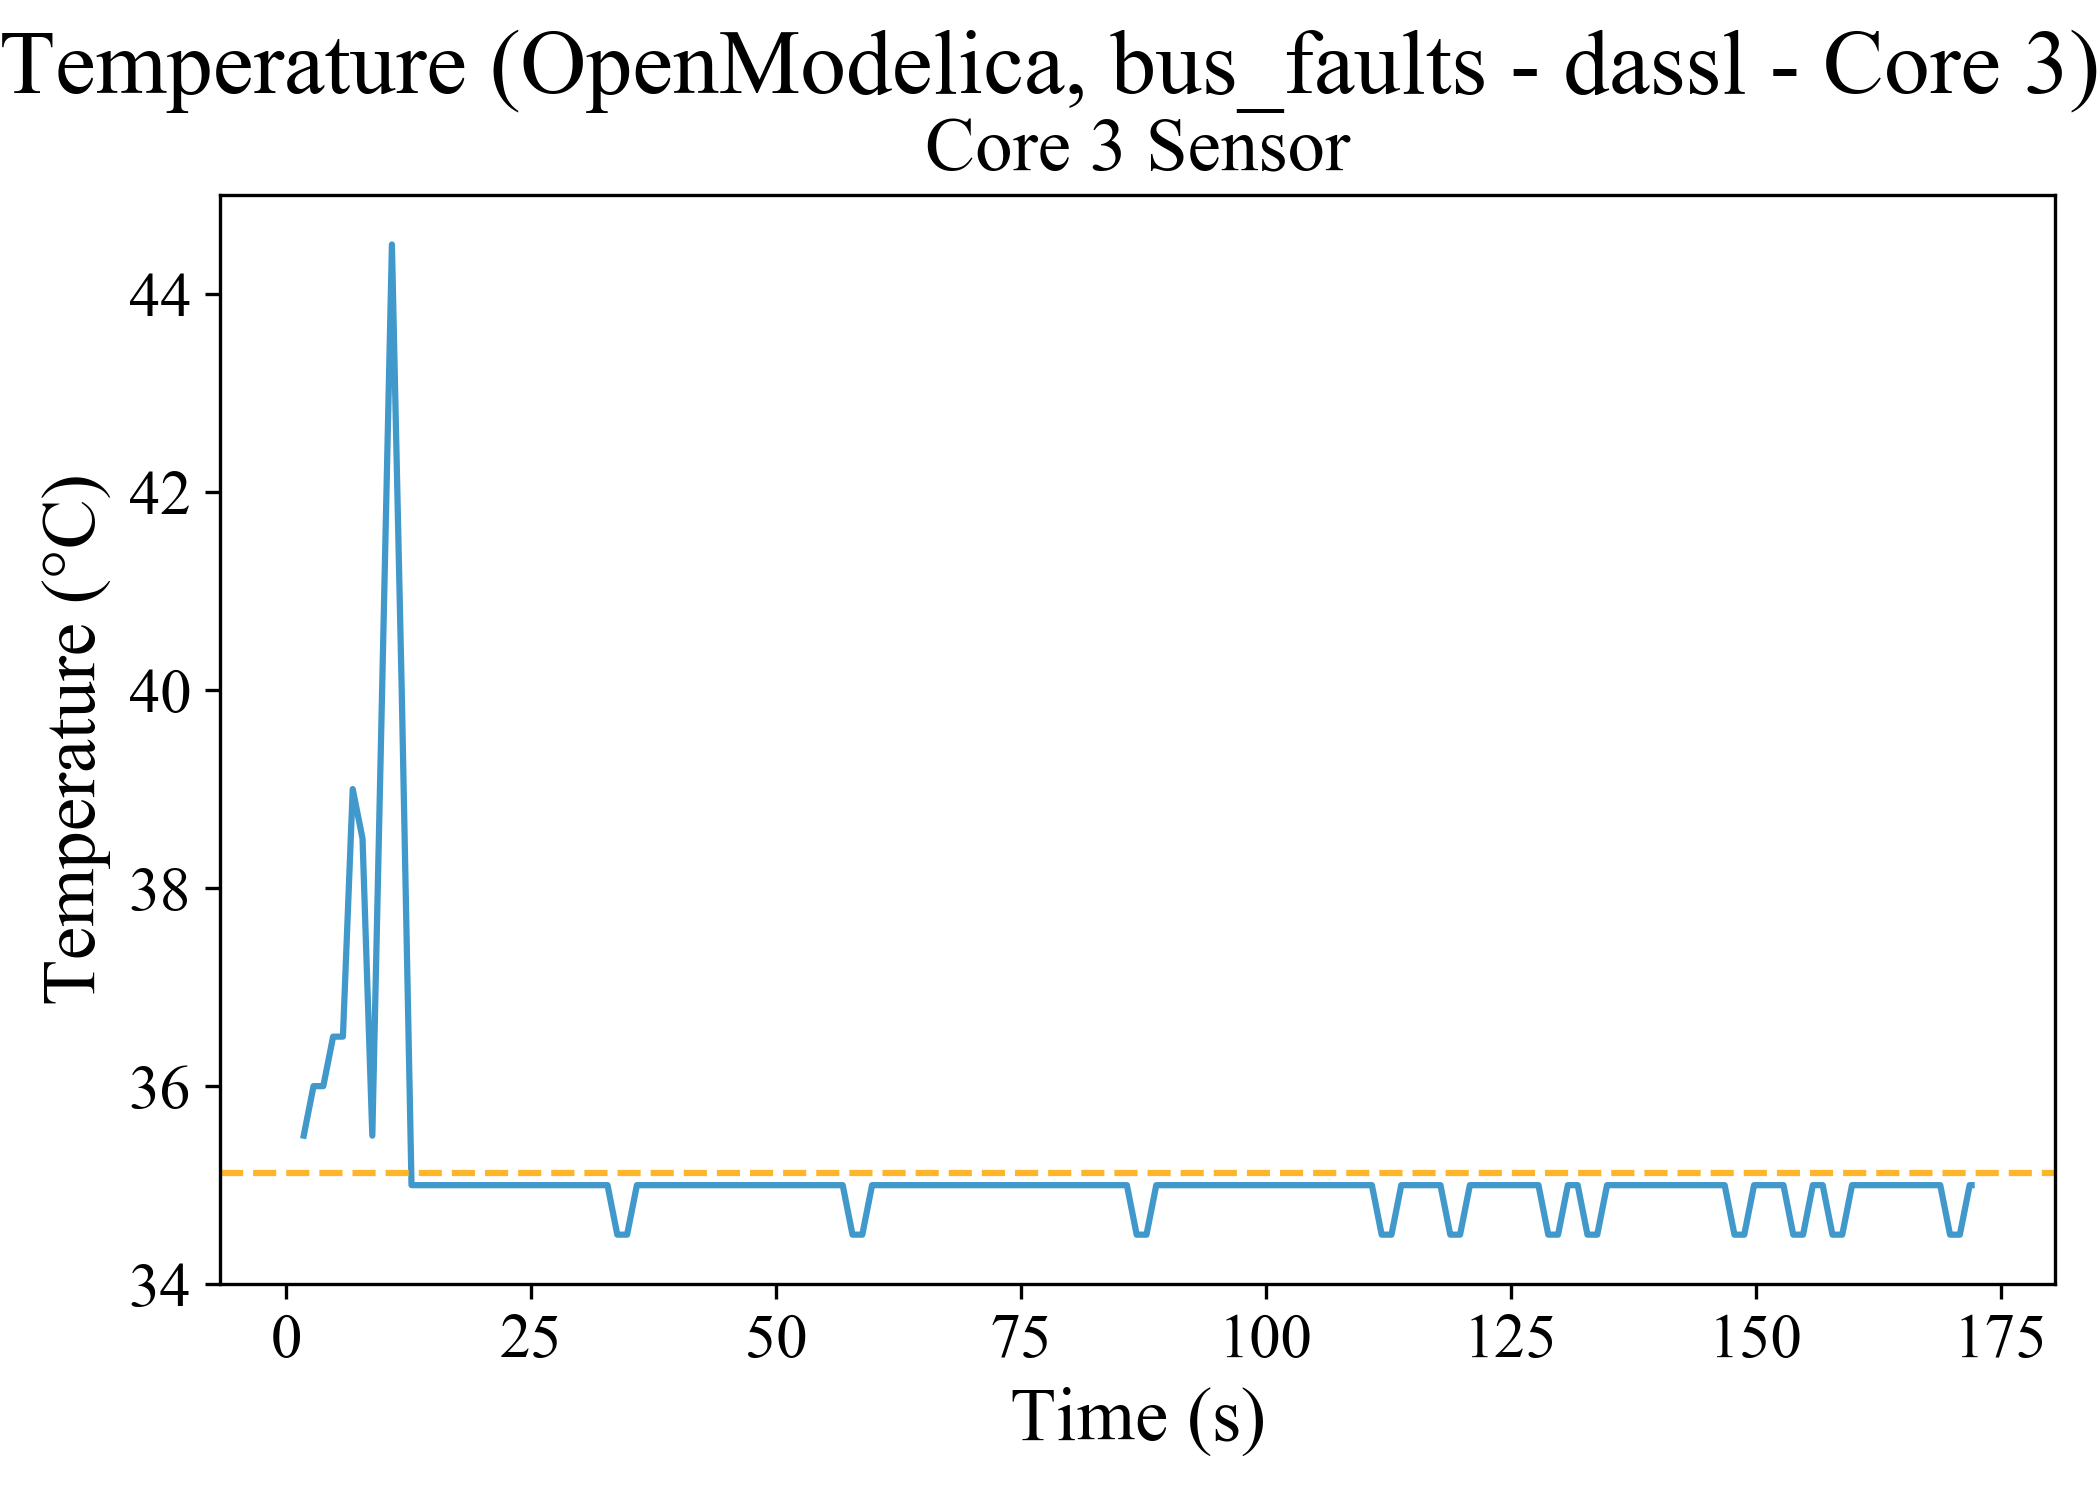 Temperature (OpenModelica, bus_faults - dassl - Core 3)
Core 3 Sensor
Temperature (°C)
44
42
40
38
36
34
0 25 50 75 100 125 150 175
Time (s)